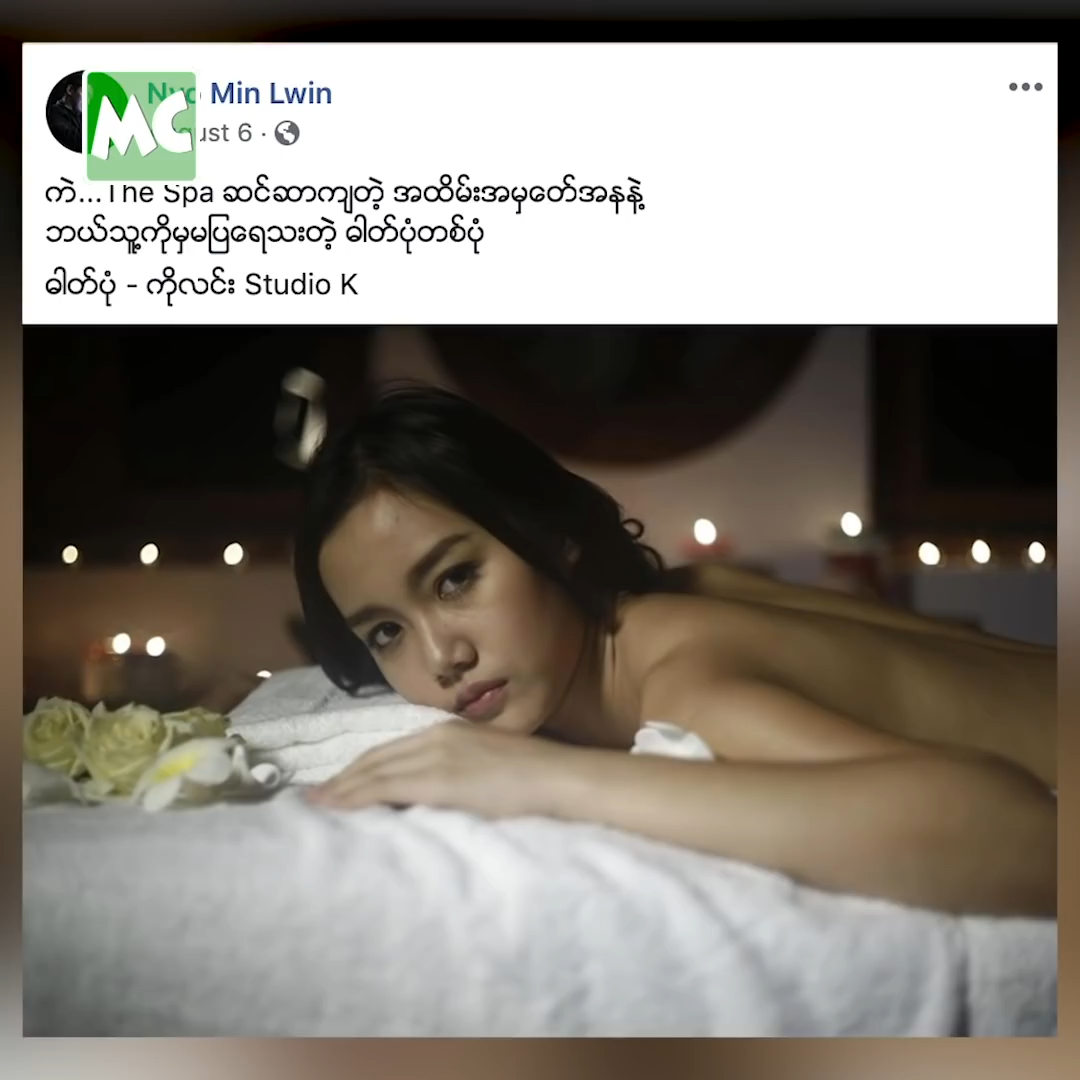 Nyo Min Lwin
August 6 ·
MC
ကဲ...The Spa ဆင်ဆာကျတဲ့ အထိမ်းအမှတ်အနေနဲ့
ဘယ်သူ့ကိုမှမပြရသေးတဲ့ ဓါတ်ပုံတစ်ပုံ
ဓါတ်ပုံ - ကိုလင်း Studio K